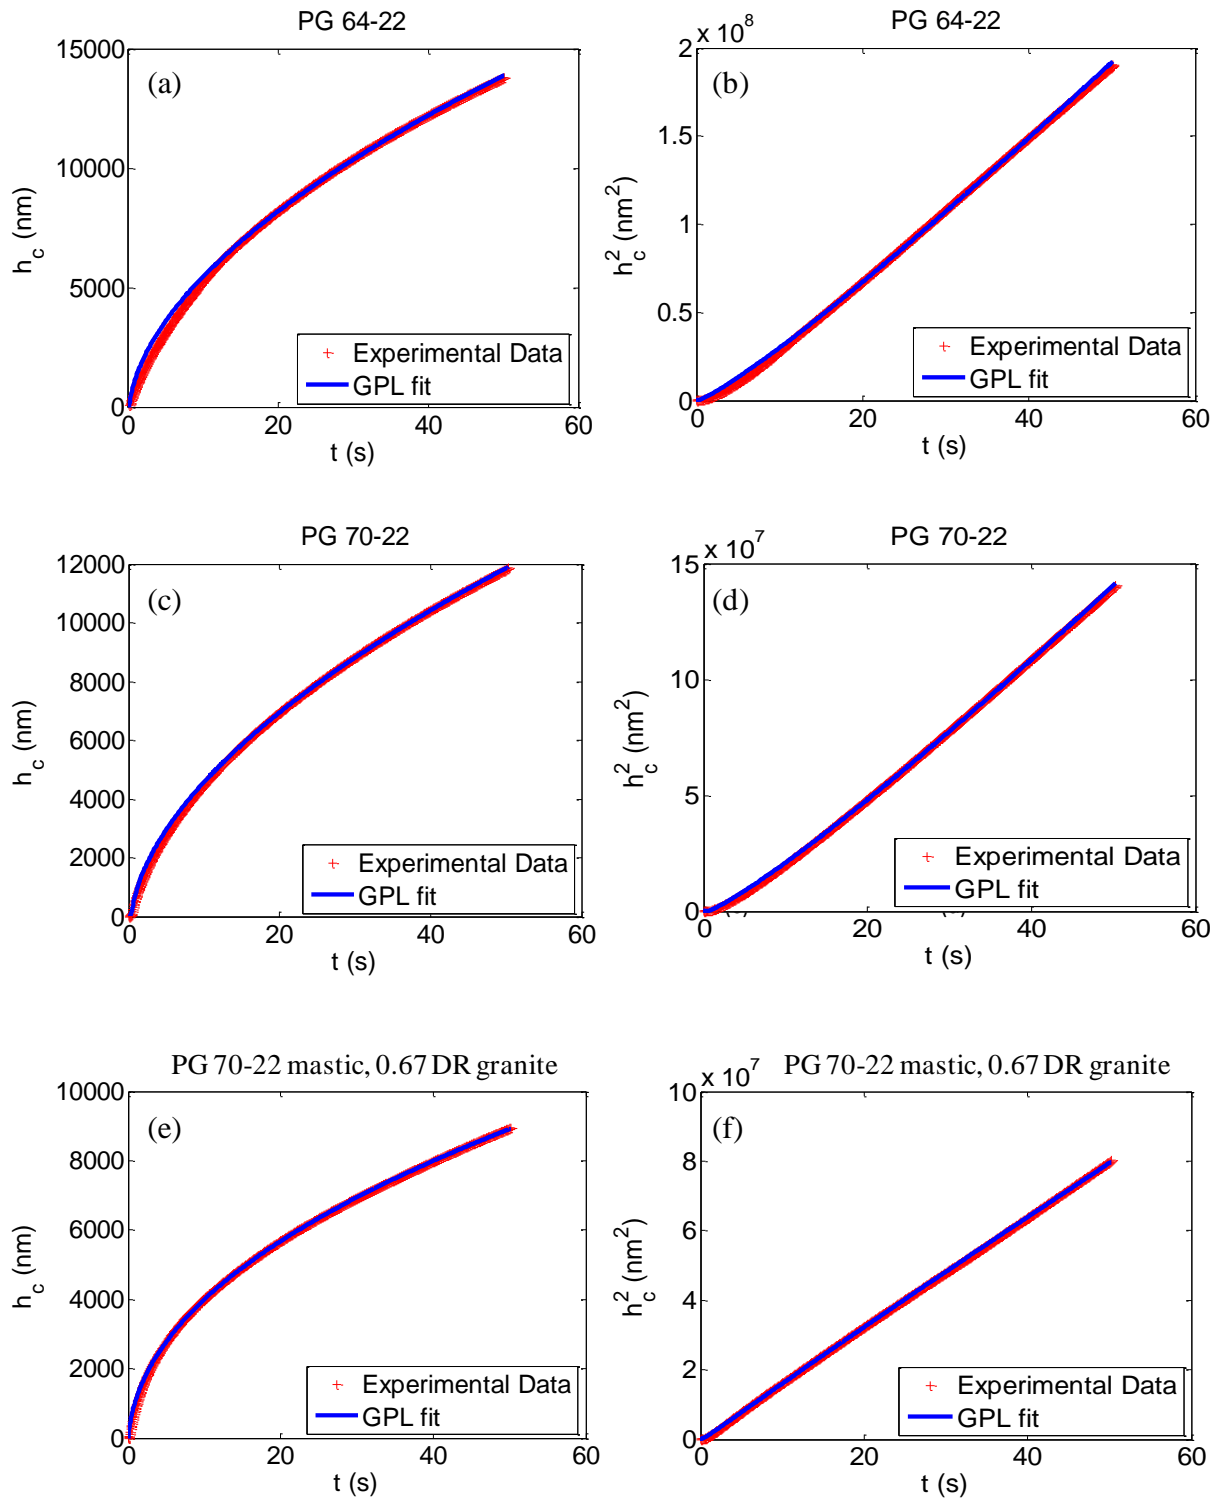 PG 64-22
(a)
15000
10000
5000
0
h_c (nm)
0 20 40 60
t (s)
Experimental Data
GPL fit
PG 64-22
x 10^8
(b)
2
1.5
1
0.5
0
h_c^2 (nm^2)
0 20 40 60
t (s)
Experimental Data
GPL fit
PG 70-22
(c)
12000
10000
8000
6000
4000
2000
0
h_c (nm)
0 20 40 60
t (s)
Experimental Data
GPL fit
PG 70-22
x 10^7
(d)
15
10
5
0
h_c^2 (nm^2)
0 20 40 60
t (s)
Experimental Data
GPL fit
PG 70-22 mastic, 0.67 DR granite
(e)
10000
8000
6000
4000
2000
0
h_c (nm)
0 20 40 60
t (s)
Experimental Data
GPL fit
PG 70-22 mastic, 0.67 DR granite
x 10^7
(f)
10
8
6
4
2
0
h_c^2 (nm^2)
0 20 40 60
t (s)
Experimental Data
GPL fit